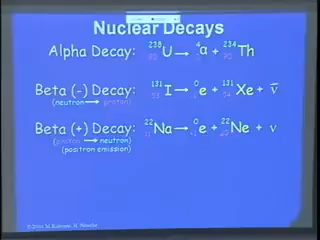 Nuclear Decays
Alpha Decay: ²³⁸U → ⁴α + ²³⁴Th
Beta (-) Decay: ¹³¹I → ⁰e + ¹³¹Xe + ν̅
(neutron → proton)
Beta (+) Decay: ²²Na → ⁰e + ²²Ne + ν
(proton → neutron)
(positron emission)